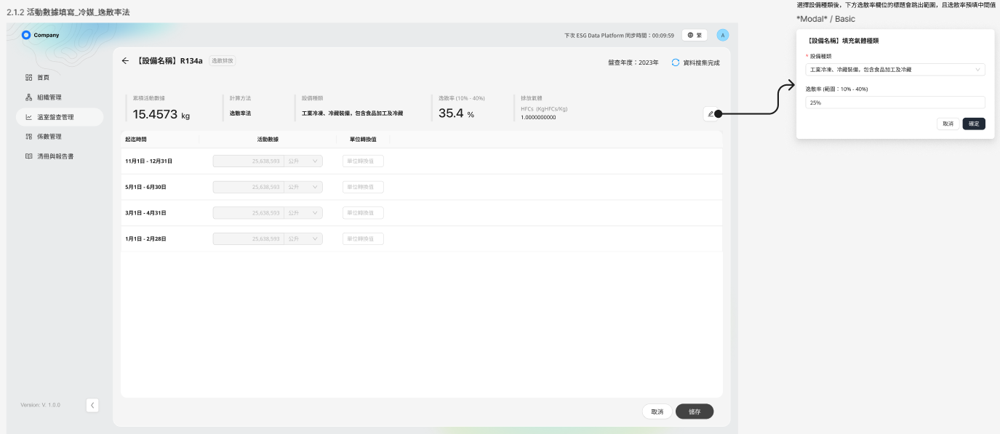 選擇設備種類後，下方逸散率欄位的標題會跳出範圍，且逸散率預填中間值
2.1.2 活動數據填寫_冷媒_逸散率法
*Modal* / Basic
Company
下次 ESG Data Platform 同步時間：00:09:59
繁
A
首頁
組織管理
溫室盤查管理
係數管理
清冊與報告書
Version: V. 1.0.0
【設備名稱】R134a
逸散排放
盤查年度：2023年
資料搜集完成
累積活動數據
15.4573 kg
計算方法
逸散率法
設備種類
工業冷凍、冷藏裝備，包含食品加工及冷藏
逸散率 (10% - 40%)
35.4 %
排放氣體
HFCs（KgHFCs/Kg）
1.0000000000
起迄時間 活動數據 單位轉換值
11月1日 - 12月31日 25,638,593 公升 單位轉換值
5月1日 - 6月30日 25,638,593 公升 單位轉換值
3月1日 - 4月31日 25,638,593 公升 單位轉換值
1月1日 - 2月28日 25,638,593 公升 單位轉換值
取消
儲存
【設備名稱】填充氣體種類
* 設備種類
工業冷凍、冷藏裝備，包含食品加工及冷藏
逸散率 (範圍：10% - 40%)
25%
取消
確定